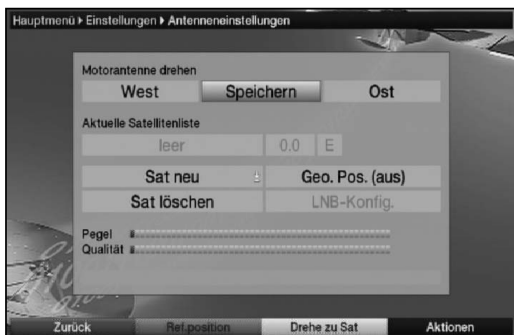 Hauptmenü ▸ Einstellungen ▸ Antenneneinstellungen
Motorantenne drehen
West Speichern Ost
Aktuelle Satellitenliste
leer 0.0 E
Sat neu Geo. Pos. (aus)
Sat löschen LNB-Konfig.
Pegel
Qualität
Zurück Ref.position Drehe zu Sat Aktionen